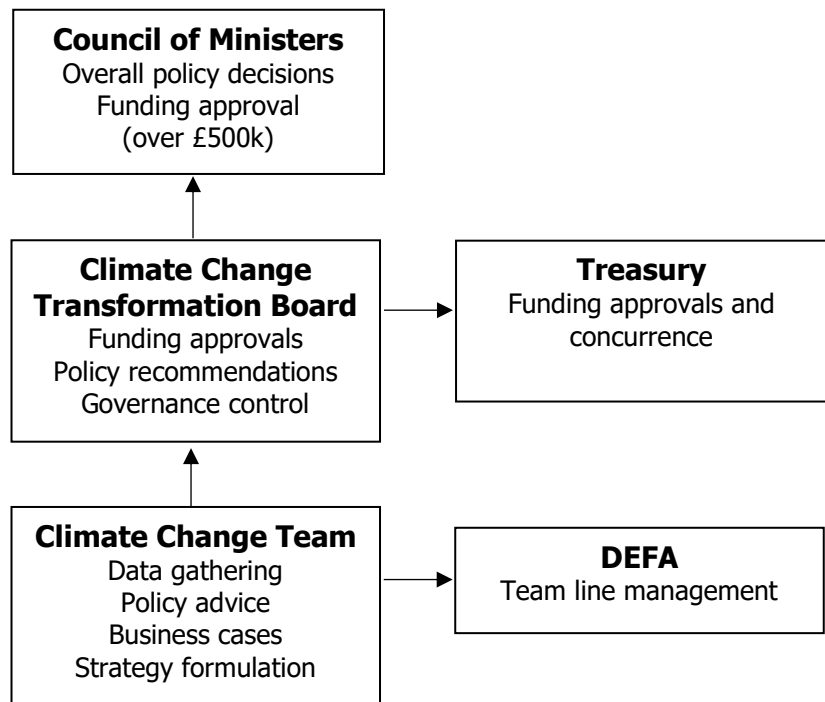 Council of Ministers
Overall policy decisions
Funding approval
(over £500k)
Climate Change
Transformation Board
Funding approvals
Policy recommendations
Governance control
Treasury
Funding approvals and
concurrence
Climate Change Team
Data gathering
Policy advice
Business cases
Strategy formulation
DEFA
Team line management